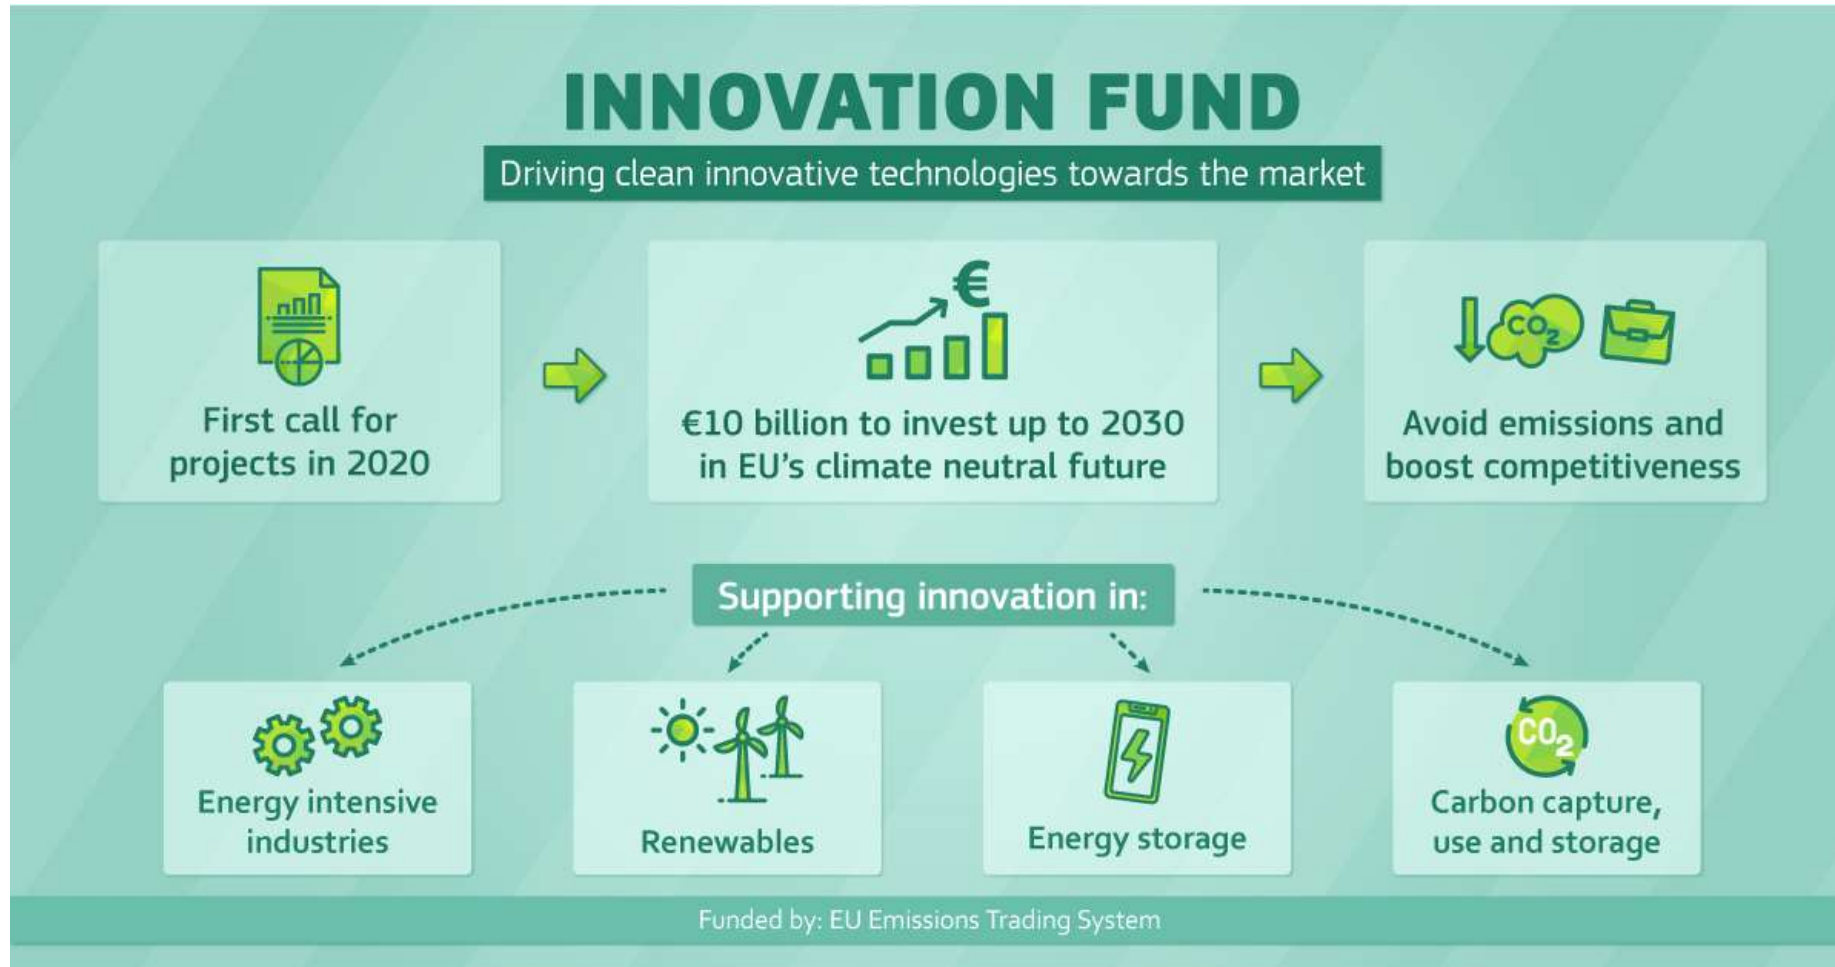 INNOVATION FUND
Driving clean innovative technologies towards the market
First call for
projects in 2020
€
€10 billion to invest up to 2030
in EU's climate neutral future
CO₂
Avoid emissions and
boost competitiveness
Supporting innovation in:
Energy intensive
industries
Renewables
Energy storage
CO₂
Carbon capture,
use and storage
Funded by: EU Emissions Trading System